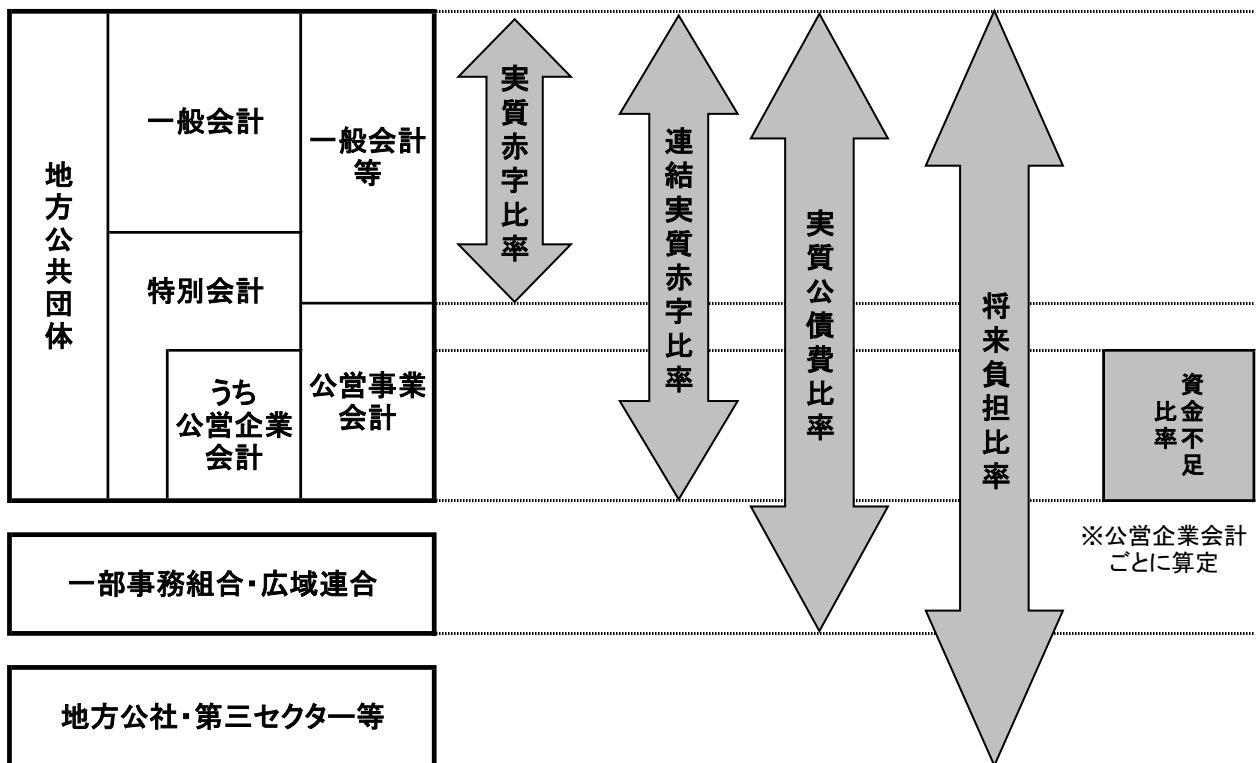 地方公共団体
一般会計
特別会計
うち
公営企業
会計
一般会計
等
公営事業
会計
実質赤字比率
連結実質赤字比率
実質公債費比率
将来負担比率
資金不足
比率
※公営企業会計
ごとに算定
一部事務組合・広域連合
地方公社・第三セクター等